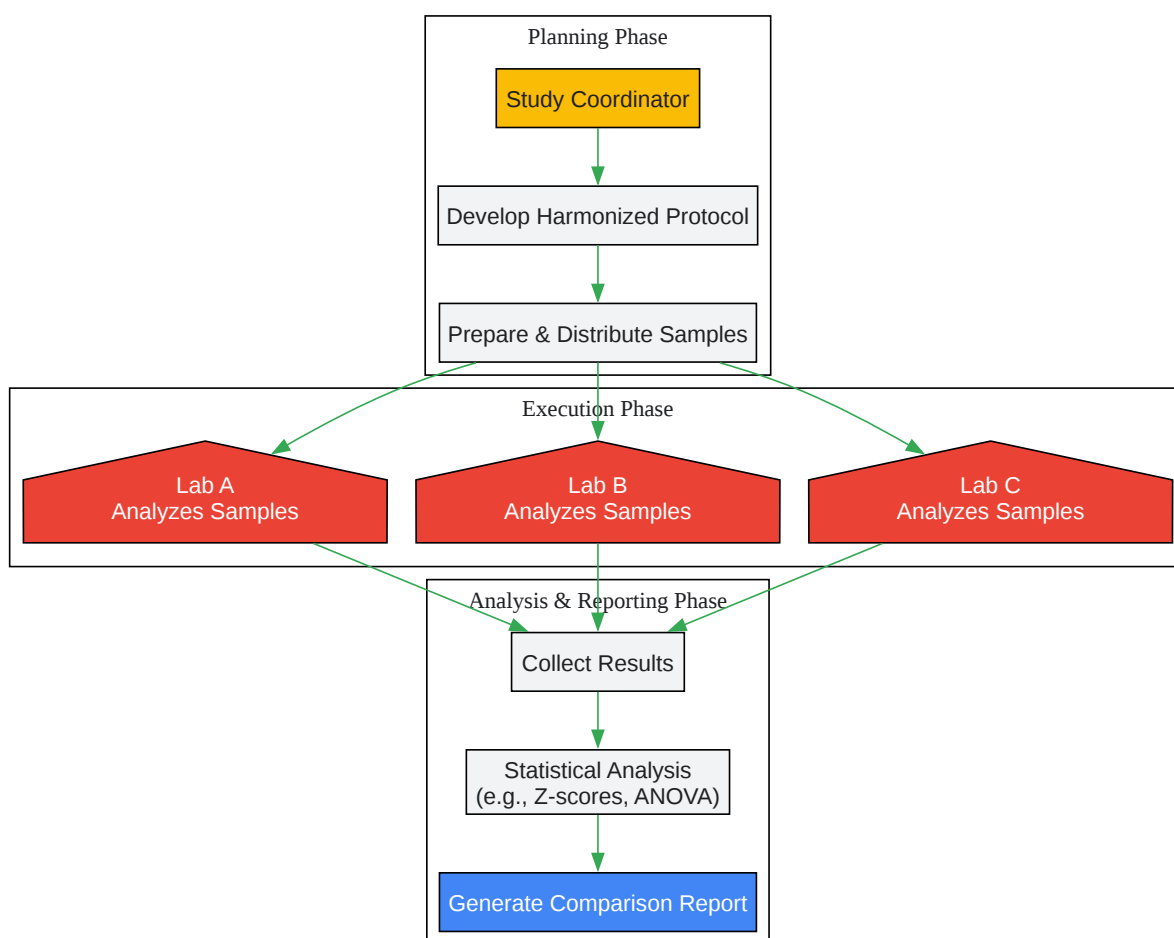 Planning Phase
Study Coordinator
Develop Harmonized Protocol
Prepare & Distribute Samples
Execution Phase
Lab A
Analyzes Samples
Lab B
Analyzes Samples
Lab C
Analyzes Samples
Analysis & Reporting Phase
Collect Results
Statistical Analysis
(e.g., Z-scores, ANOVA)
Generate Comparison Report